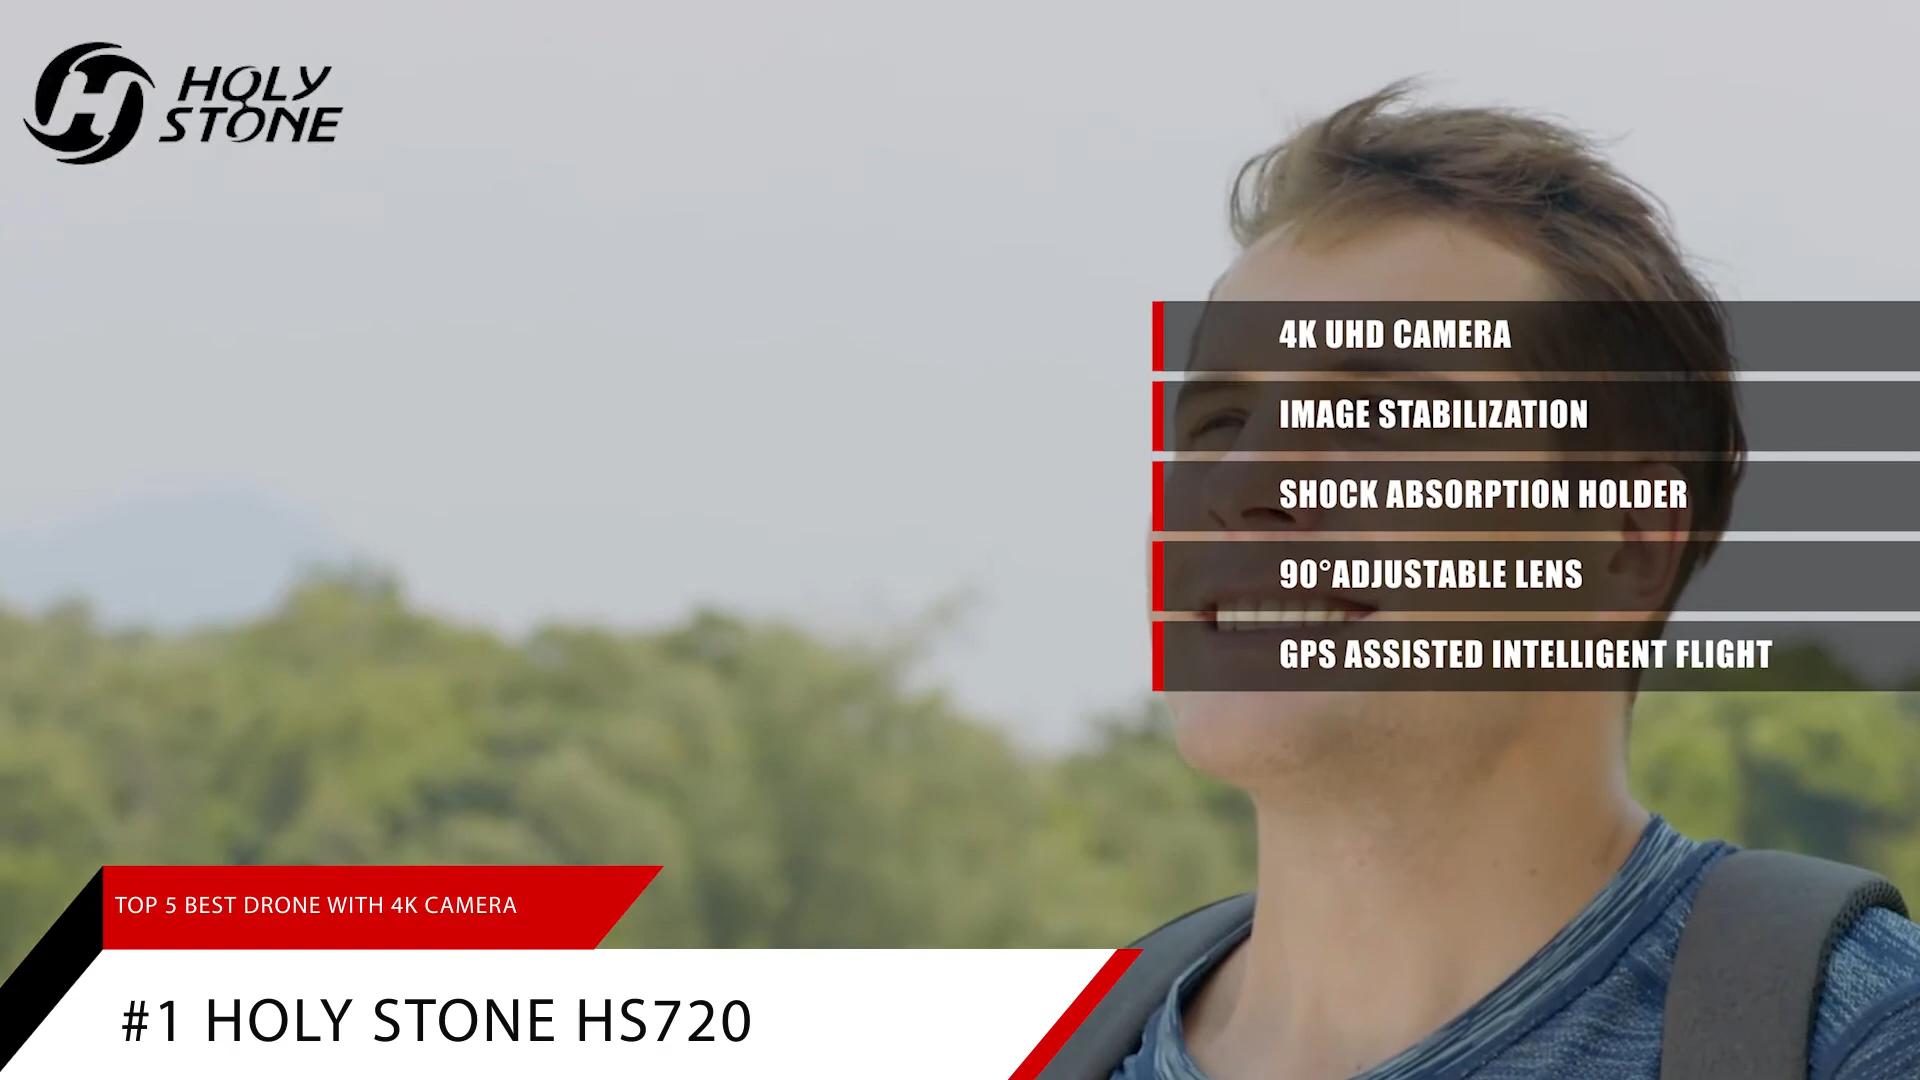 HOLY
STONE
4K UHD CAMERA
IMAGE STABILIZATION
SHOCK ABSORPTION HOLDER
90°ADJUSTABLE LENS
GPS ASSISTED INTELLIGENT FLIGHT
TOP 5 BEST DRONE WITH 4K CAMERA
#1 HOLY STONE HS720